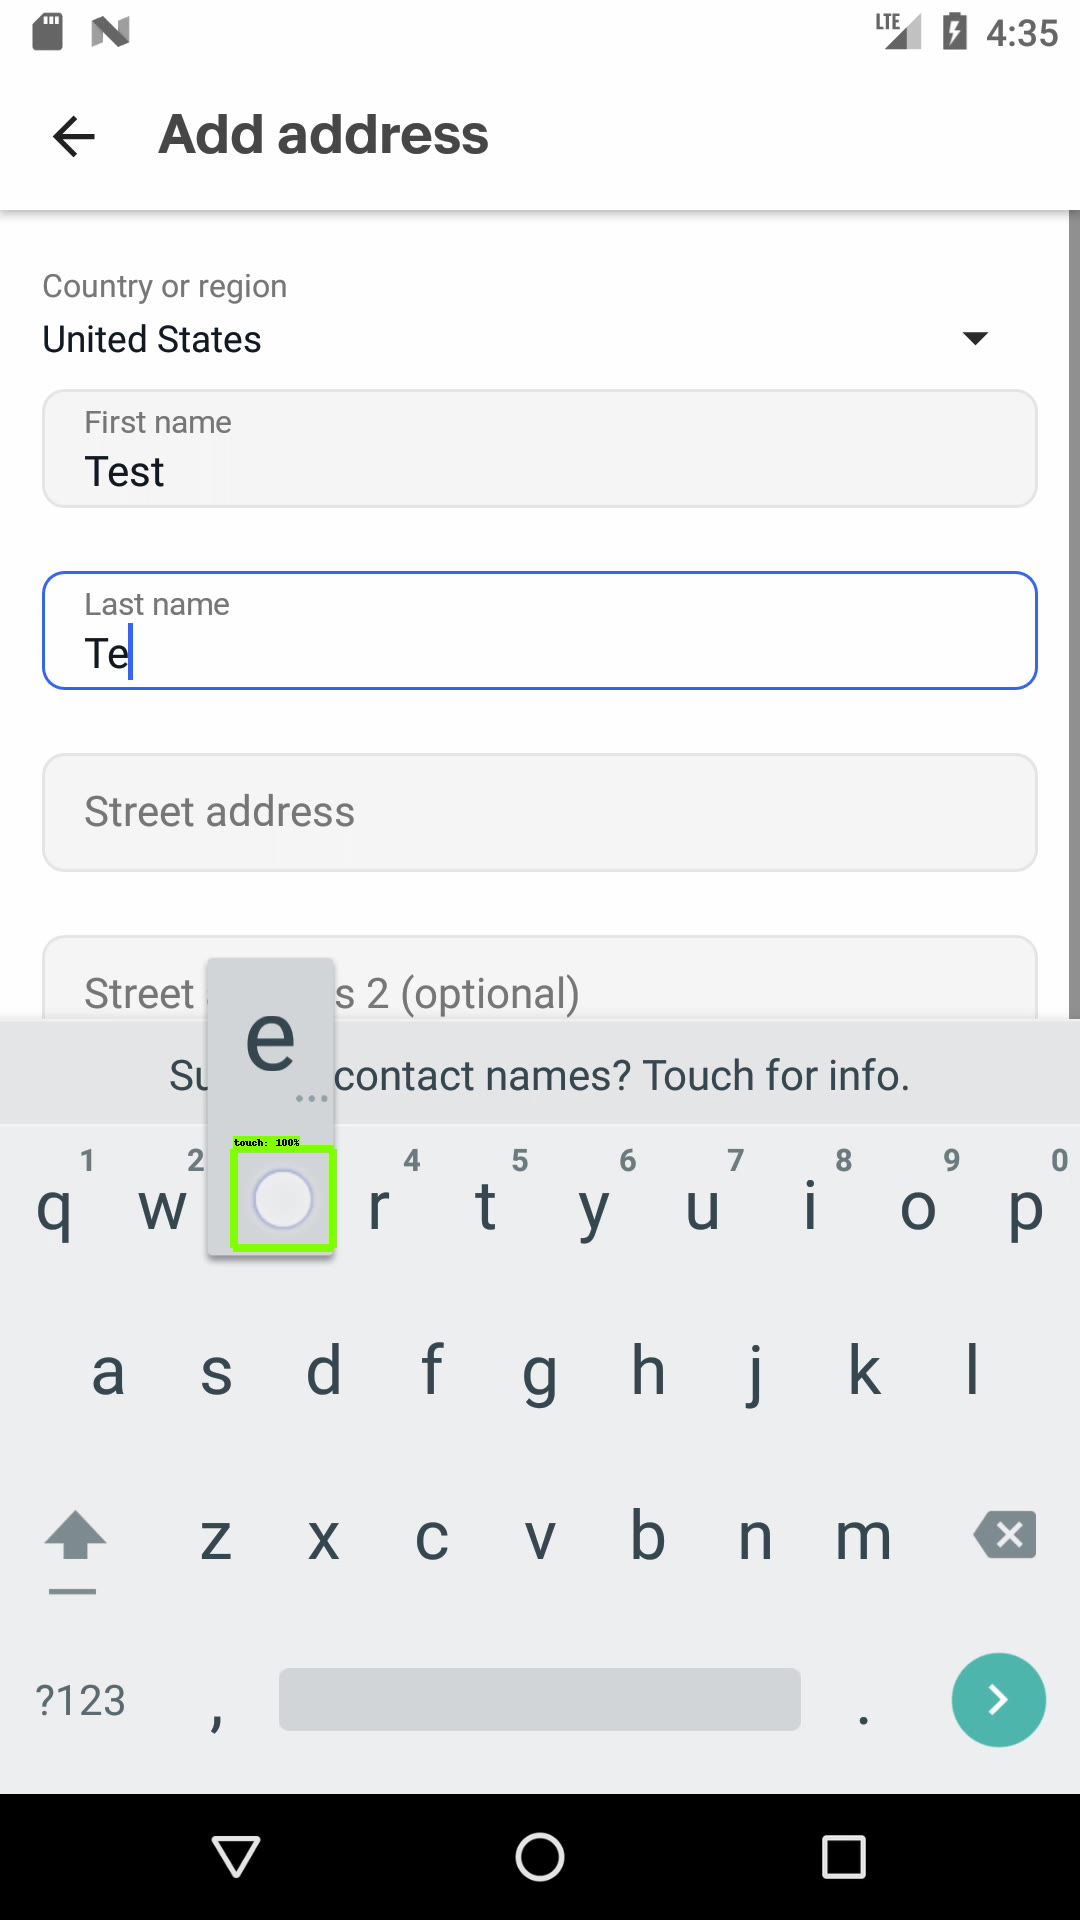 LTE 4:35
Add address
Country or region
United States
First name
Test
Last name
Te
Street address
Street s 2 (optional)
e
Su contact names? Touch for info.
...
touch: 100%
1 2 4 5 6 7 8 9 0
q w r t y u i o p
a s d f g h j k l
z x c v b n m
?123 , .